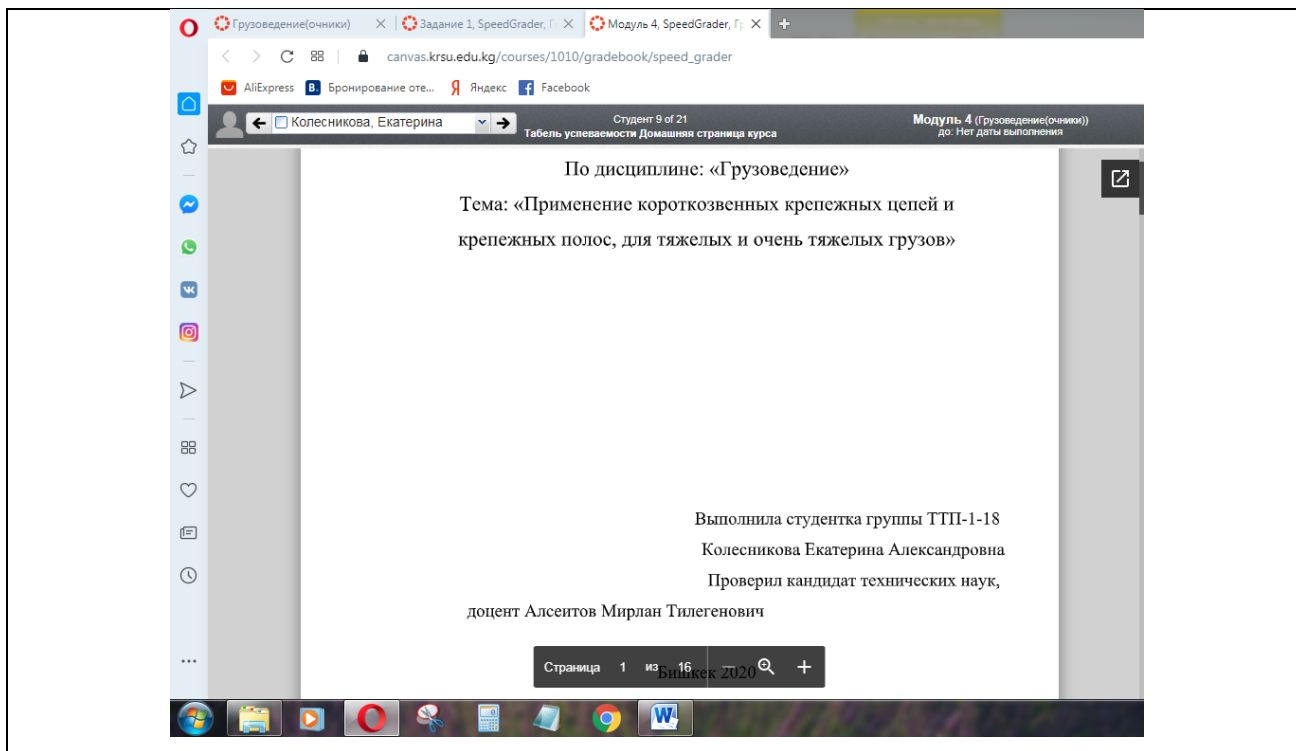 Грузоведение(очники)
Задание 1, SpeedGrader, Г
Модуль 4, SpeedGrader, Гр
canvas.krsu.edu.kg/courses/1010/gradebook/speed_grader
AliExpress
B. Бронирование оте...
Я Яндекс
Facebook
Колесникова, Екатерина
Студент 9 of 21
Табель успеваемости Домашняя страница курса
Модуль 4 (Грузоведение(очники))
до: Нет даты выполнения
По дисциплине: «Грузоведение»
Тема: «Применение короткозвенных крепежных цепей и
крепежных полос, для тяжелых и очень тяжелых грузов»
Выполнила студентка группы ТТП-1-18
Колесникова Екатерина Александровна
Проверил кандидат технических наук,
доцент Алсеитов Мирлан Тилегенович
Страница 1 из 16
Бишкек 2020